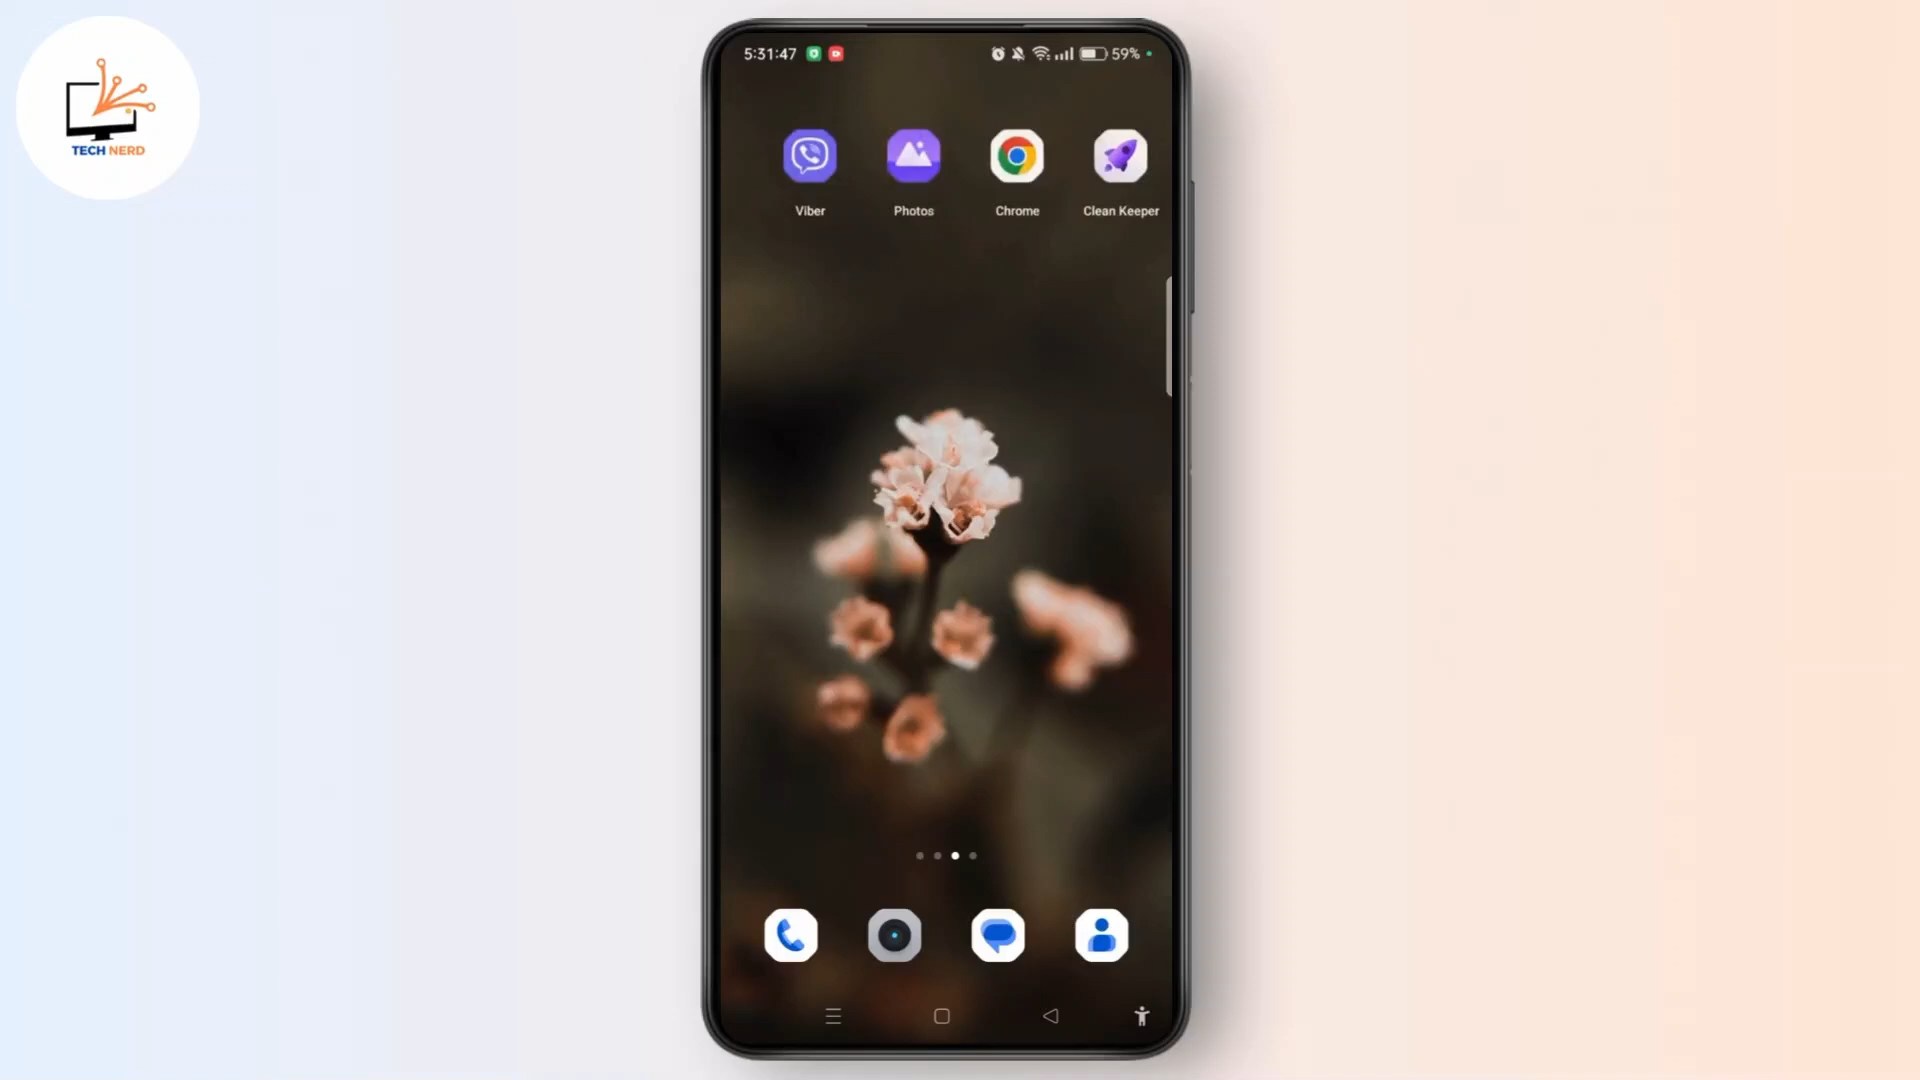 TECH NERD
5:31:47
59%
Viber
Photos
Chrome
Clean Keeper